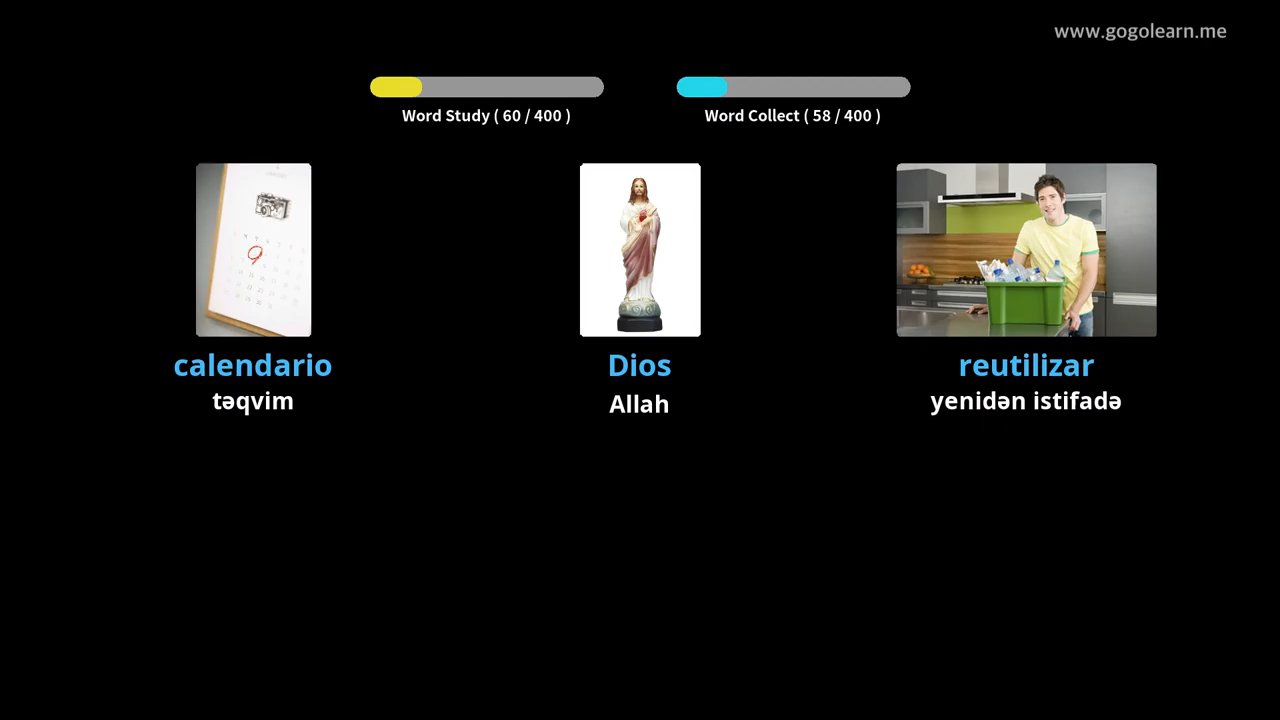 www.gogolearn.me
Word Study ( 60 / 400 )
Word Collect ( 58 / 400 )
calendario
təqvim
Dios
Allah
reutilizar
yenidən istifadə